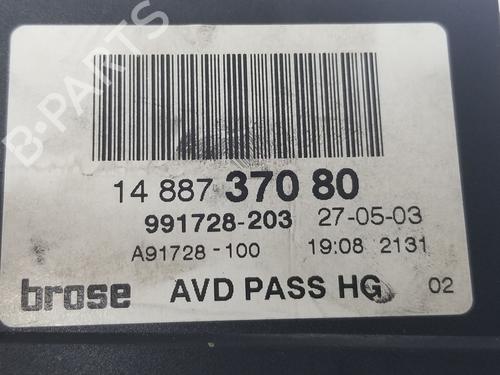 B-PARTS
14 887 370 80
991728-203 27-05-03
A91728-100 19:08 2131
brose AVD PASS HG 02